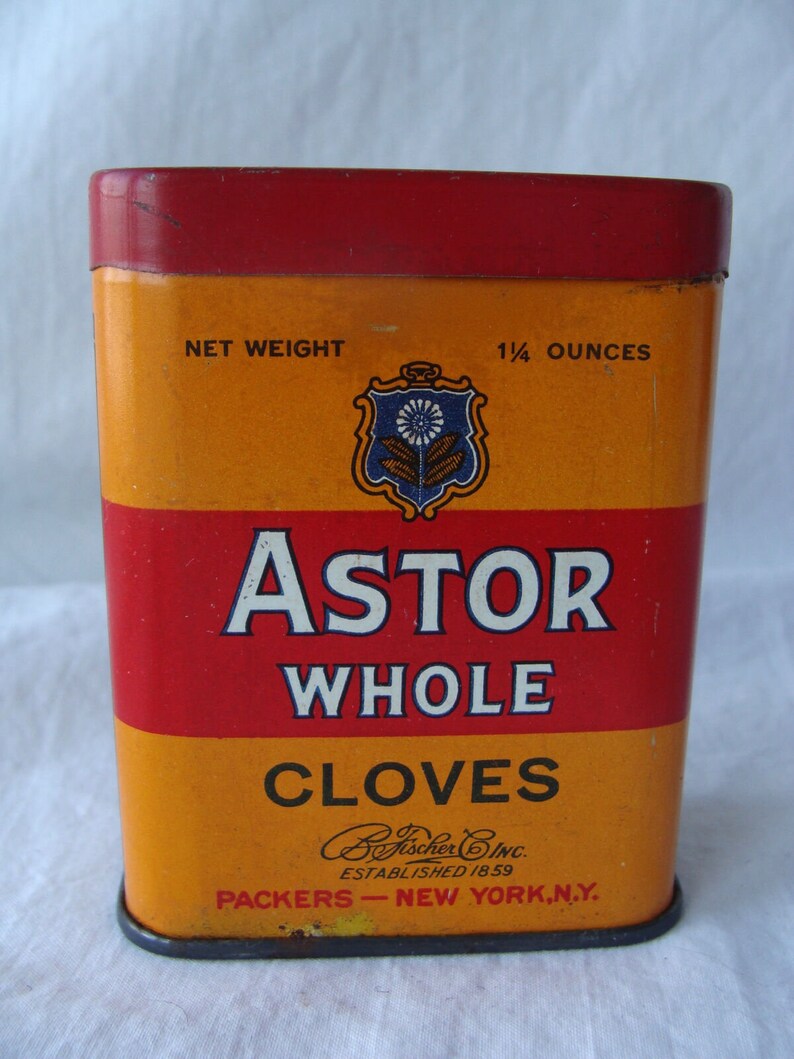 NET WEIGHT 1¼ OUNCES
ASTOR
WHOLE
CLOVES
B. Fischer & Co INC.
ESTABLISHED 1859
PACKERS — NEW YORK, N.Y.